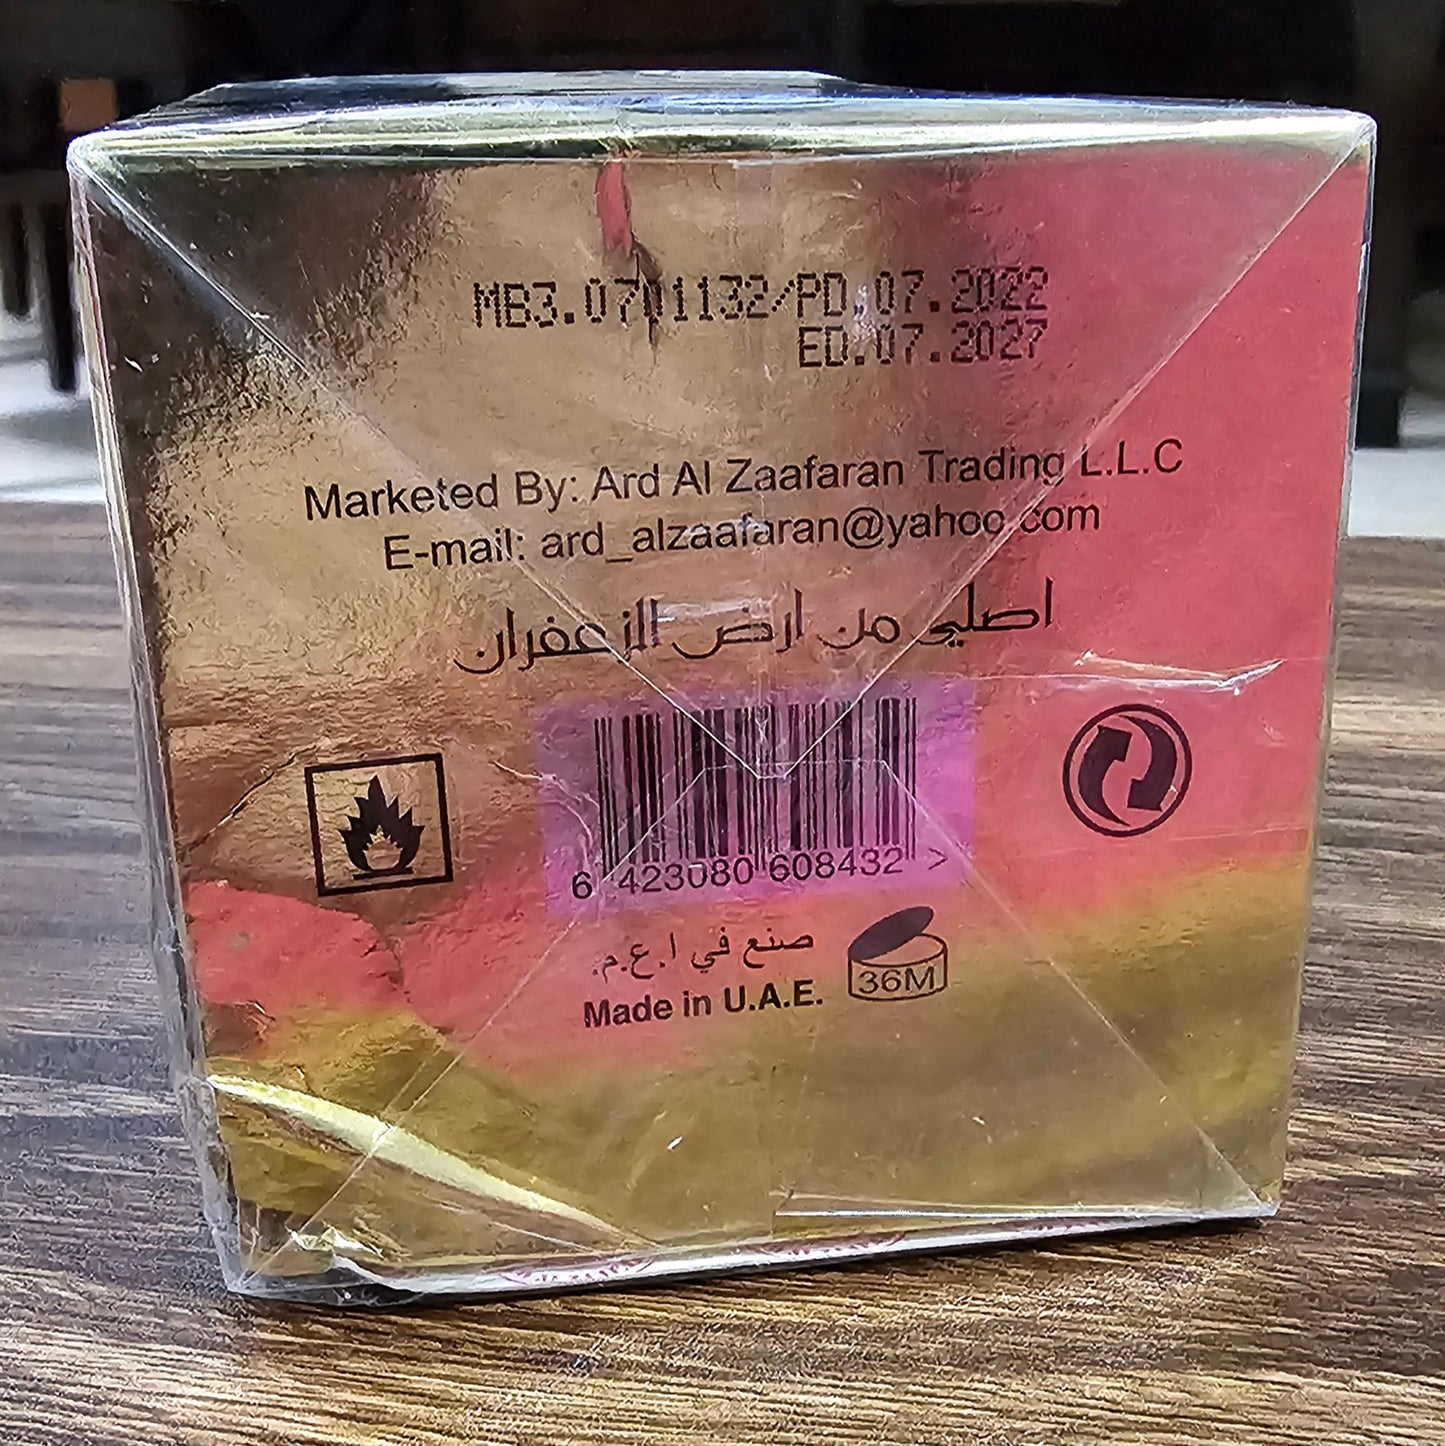 MB3.0701132/PD.07.2022
ED.07.2027
Marketed By: Ard Al Zaafaran Trading L.L.C
E-mail: ard_alzaafaran@yahoo.com
اصلي من ارض الزعفران
6 423080 608432 >
صنع في ا.ع.م.
Made in U.A.E.
36M